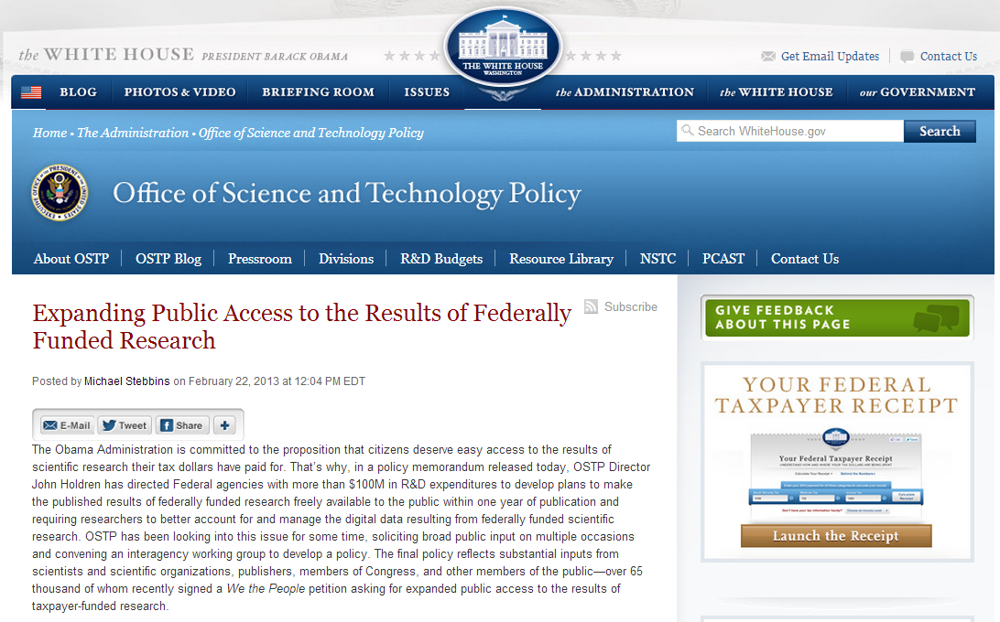 the WHITE HOUSE PRESIDENT BARACK OBAMA
THE WHITE HOUSE
WASHINGTON
Get Email Updates
Contact Us
BLOG
PHOTOS & VIDEO
BRIEFING ROOM
ISSUES
the ADMINISTRATION
the WHITE HOUSE
our GOVERNMENT
Home • The Administration • Office of Science and Technology Policy
Search WhiteHouse.gov
Search
Office of Science and Technology Policy
About OSTP
OSTP Blog
Pressroom
Divisions
R&D Budgets
Resource Library
NSTC
PCAST
Contact Us
Expanding Public Access to the Results of Federally
Funded Research
Subscribe
Posted by Michael Stebbins on February 22, 2013 at 12:04 PM EDT
E-Mail
Tweet
Share
The Obama Administration is committed to the proposition that citizens deserve easy access to the results of
scientific research their tax dollars have paid for. That's why, in a policy memorandum released today, OSTP Director
John Holdren has directed Federal agencies with more than $100M in R&D expenditures to develop plans to make
the published results of federally funded research freely available to the public within one year of publication and
requiring researchers to better account for and manage the digital data resulting from federally funded scientific
research. OSTP has been looking into this issue for some time, soliciting broad public input on multiple occasions
and convening an interagency working group to develop a policy. The final policy reflects substantial inputs from
scientists and scientific organizations, publishers, members of Congress, and other members of the public—over 65
thousand of whom recently signed a We the People petition asking for expanded public access to the results of
taxpayer-funded research.
GIVE FEEDBACK
ABOUT THIS PAGE
YOUR FEDERAL
TAXPAYER RECEIPT
Your Federal Taxpayer Receipt
Launch the Receipt